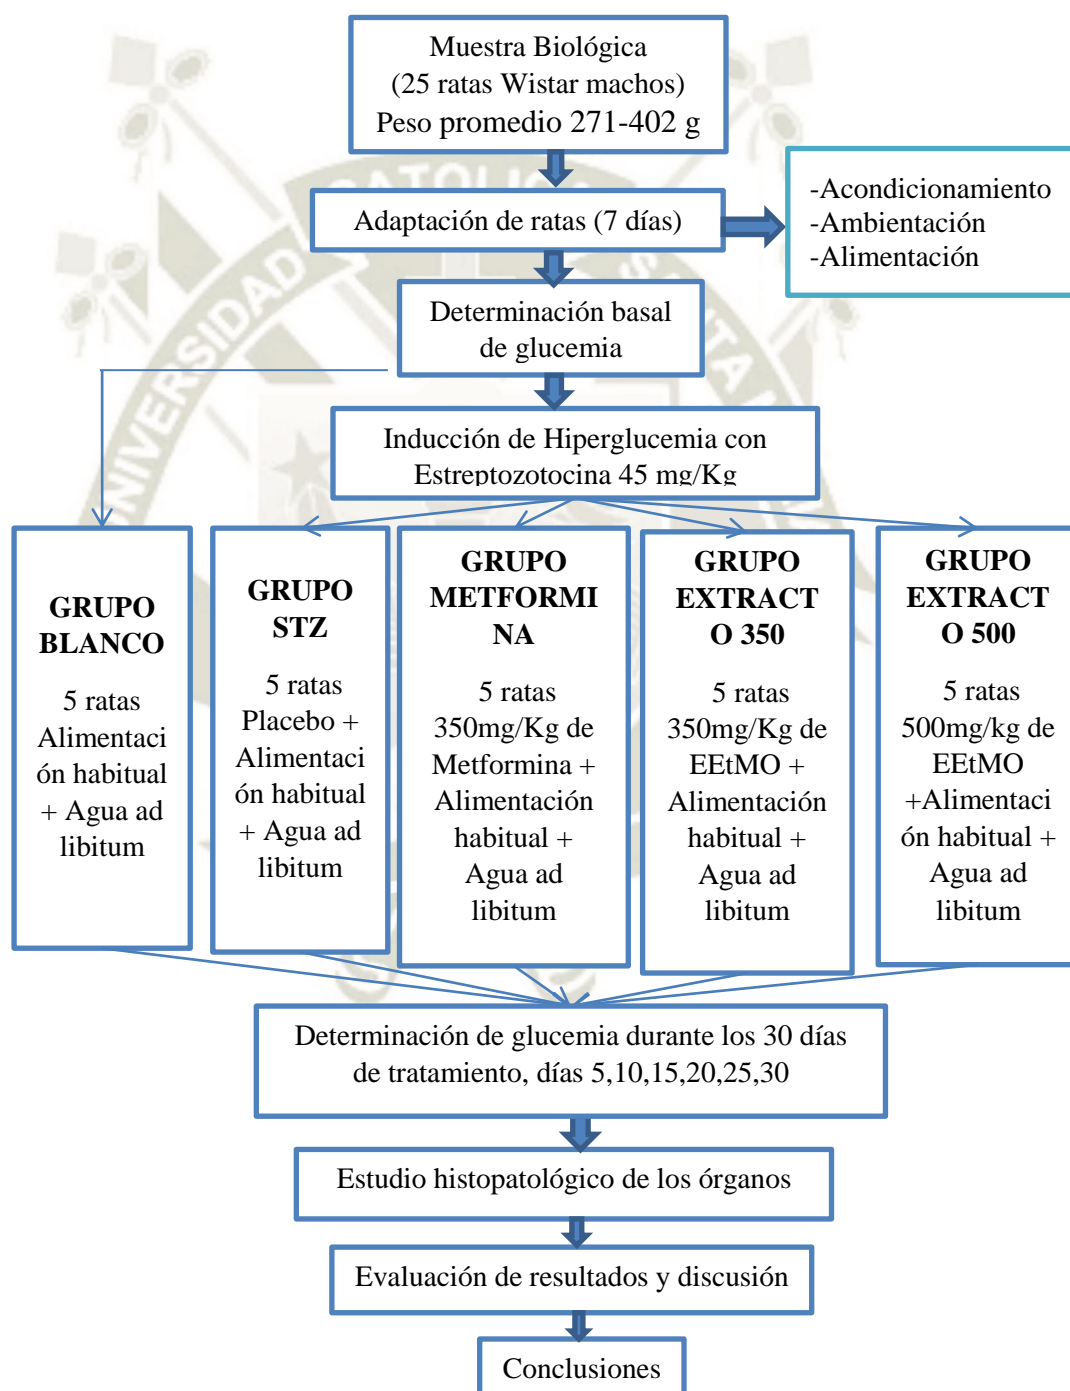 Muestra Biológica
(25 ratas Wistar machos)
Peso promedio 271-402 g
Adaptación de ratas (7 días)
-Acondicionamiento
-Ambientación
-Alimentación
Determinación basal
de glucemia
Inducción de Hiperglucemia con
Estreptozotocina 45 mg/Kg
GRUPO
BLANCO
5 ratas
Alimentaci
ón habitual
+ Agua ad
libitum
GRUPO
STZ
5 ratas
Placebo +
Alimentaci
ón habitual
+ Agua ad
libitum
GRUPO
METFORMI
NA
5 ratas
350mg/Kg de
Metformina +
Alimentación
habitual +
Agua ad
libitum
GRUPO
EXTRACT
O 350
5 ratas
350mg/Kg de
EEtMO +
Alimentación
habitual +
Agua ad
libitum
GRUPO
EXTRACT
O 500
5 ratas
500mg/kg de
EEtMO
+Alimentaci
ón habitual +
Agua ad
libitum
Determinación de glucemia durante los 30 días
de tratamiento, días 5,10,15,20,25,30
Estudio histopatológico de los órganos
Evaluación de resultados y discusión
Conclusiones
UNIVERSIDAD CATOLICA SANTA